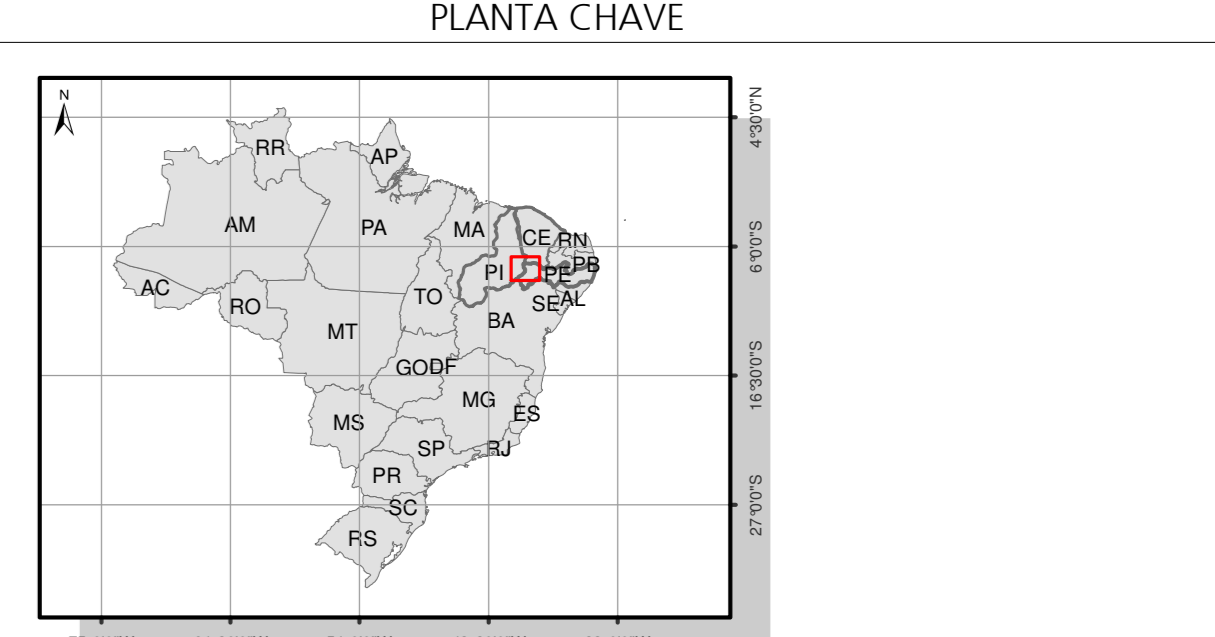 PLANTA CHAVE
N
4°30'0"N
RR
AP
AM
PA
MA
CE
RN
6°0'0"S
PI
PE
PB
AC
RO
TO
SE
AL
MT
BA
GO
DF
16°30'0"S
MG
MS
ES
SP
RJ
PR
SC
27°0'0"S
RS